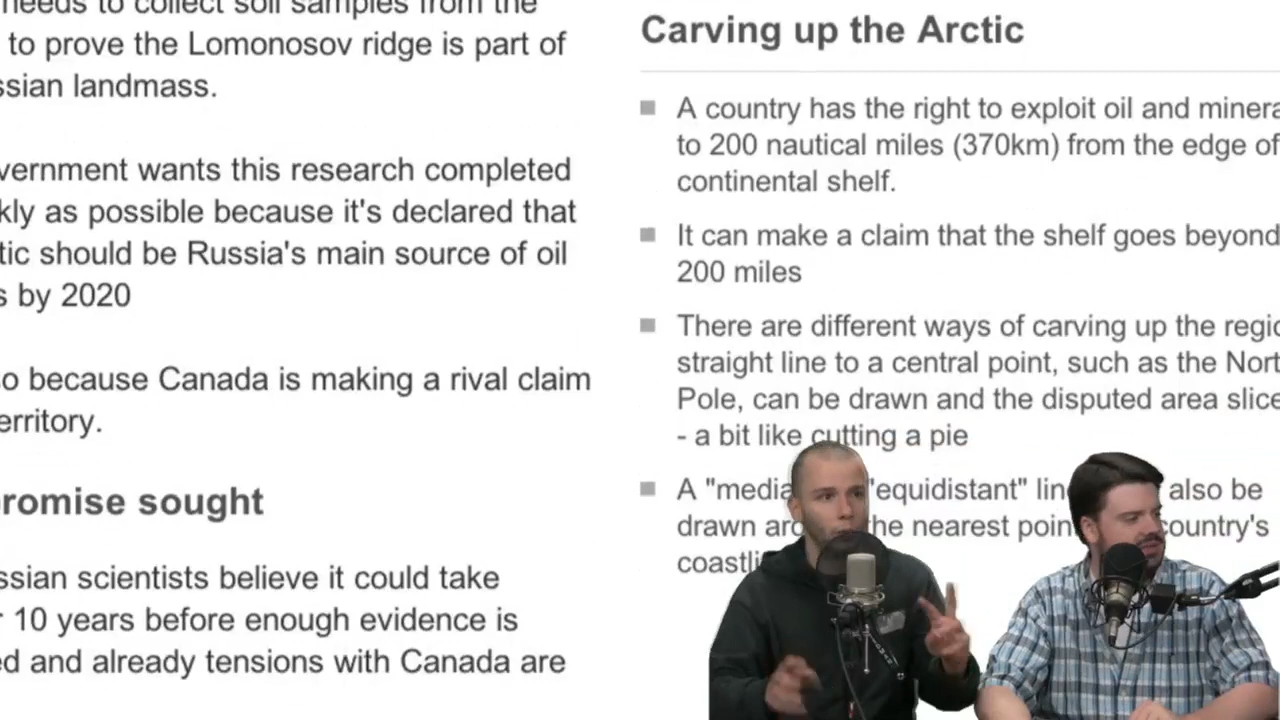 needs to collect soil samples from the
to prove the Lomonosov ridge is part of
ssian landmass.
vernment wants this research completed
kly as possible because it's declared that
tic should be Russia's main source of oil
s by 2020
o because Canada is making a rival claim
erritory.
romise sought
ssian scientists believe it could take
r 10 years before enough evidence is
ed and already tensions with Canada are
Carving up the Arctic
A country has the right to exploit oil and minera
to 200 nautical miles (370km) from the edge of
continental shelf.
It can make a claim that the shelf goes beyond
200 miles
There are different ways of carving up the regio
straight line to a central point, such as the Nort
Pole, can be drawn and the disputed area slice
- a bit like cutting a pie
A "media "equidistant" lin also be
drawn aro he nearest poin country's
coastli